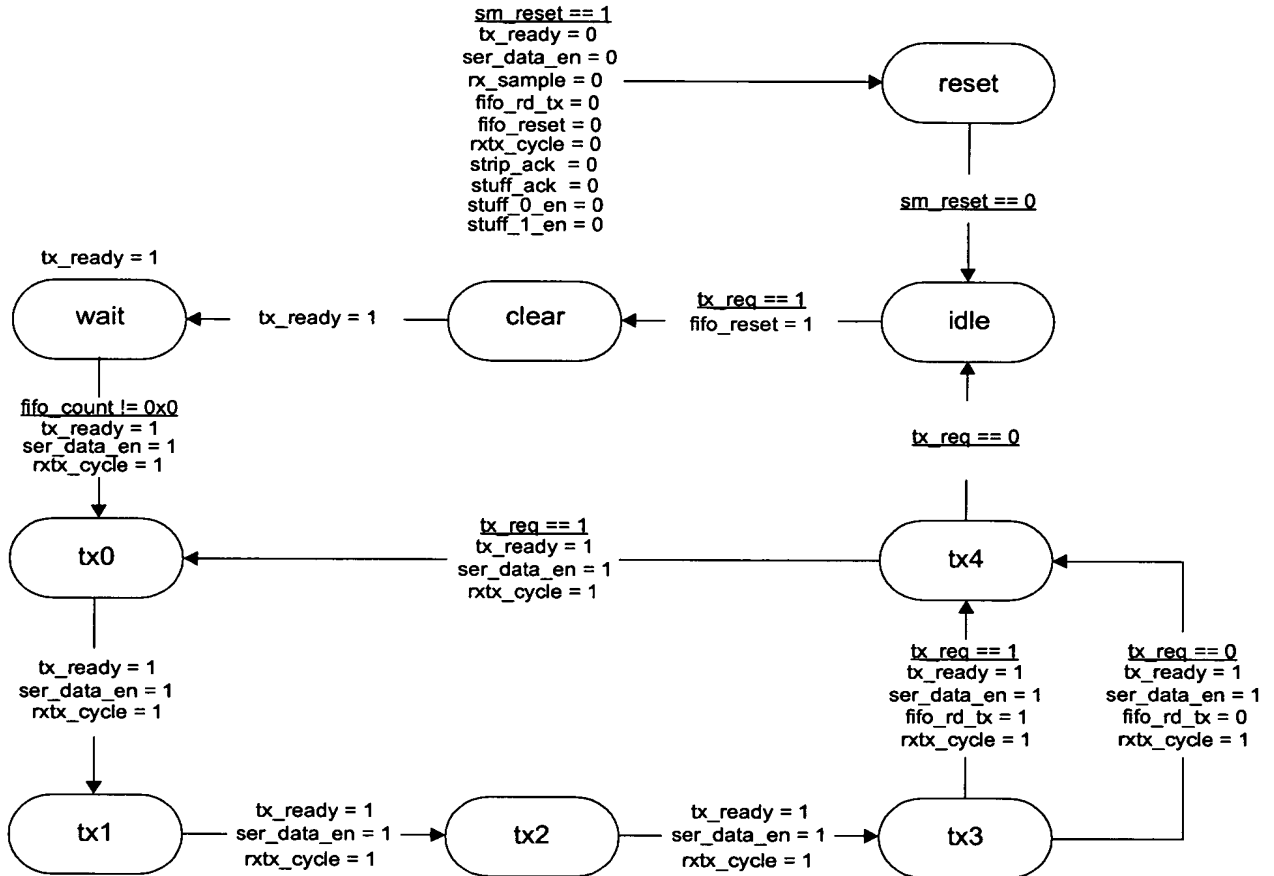 sm_reset == 1
tx_ready = 0
ser_data_en = 0
rx_sample = 0
fifo_rd_tx = 0
fifo_reset = 0
rxtx_cycle = 0
strip_ack = 0
stuff_ack = 0
stuff_0_en = 0
stuff_1_en = 0
reset
sm_reset == 0
tx_ready = 1
wait
tx_ready = 1
clear
tx_req == 1
fifo_reset = 1
idle
fifo_count != 0x0
tx_ready = 1
ser_data_en = 1
rxtx_cycle = 1
tx_req == 0
tx0
tx_req == 1
tx_ready = 1
ser_data_en = 1
rxtx_cycle = 1
tx4
tx_ready = 1
ser_data_en = 1
rxtx_cycle = 1
tx_req == 1
tx_ready = 1
ser_data_en = 1
fifo_rd_tx = 1
rxtx_cycle = 1
tx_req == 0
tx_ready = 1
ser_data_en = 1
fifo_rd_tx = 0
rxtx_cycle = 1
tx1
tx_ready = 1
ser_data_en = 1
rxtx_cycle = 1
tx2
tx_ready = 1
ser_data_en = 1
rxtx_cycle = 1
tx3